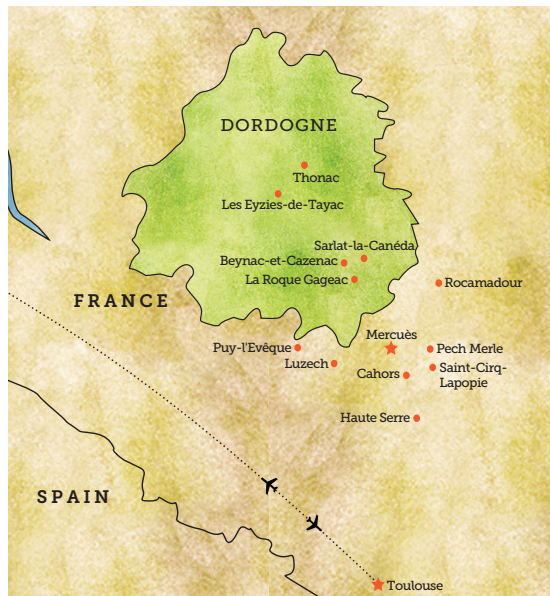 DORDOGNE
Thonac
Les Eyzies-de-Tayac
Sarlat-la-Canéda
Beynac-et-Cazenac
La Roque Gageac
Rocamadour
FRANCE
Mercuès
Puy-l'Evêque
Pech Merle
Luzech
Saint-Cirq-
Lapopie
Cahors
Haute Serre
SPAIN
Toulouse